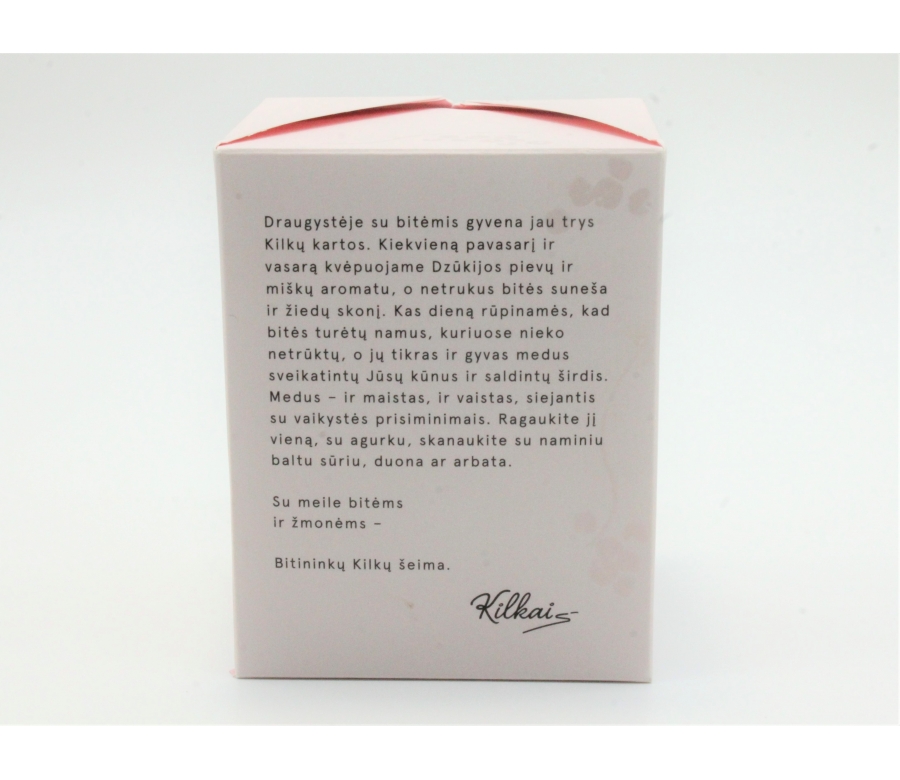 Draugystėje su bitėmis gyvena jau trys
Kilkų kartos. Kiekvieną pavasarį ir
vasarą kvėpuojame Dzūkijos pievų ir
miškų aromatu, o netrukus bitės suneša
ir žiedų skonį. Kas dieną rūpinamės, kad
bitės turėtų namus, kuriuose nieko
netrūktų, o jų tikras ir gyvas medus
sveikatintų Jūsų kūnus ir saldintų širdis.
Medus – ir maistas, ir vaistas, siejantis
su vaikystės prisiminimais. Ragaukite jį
vieną, su agurku, skanaukite su naminiu
baltu sūriu, duona ar arbata.
Su meile bitėms
ir žmonėms –
Bitininkų Kilkų šeima.
Kilkai